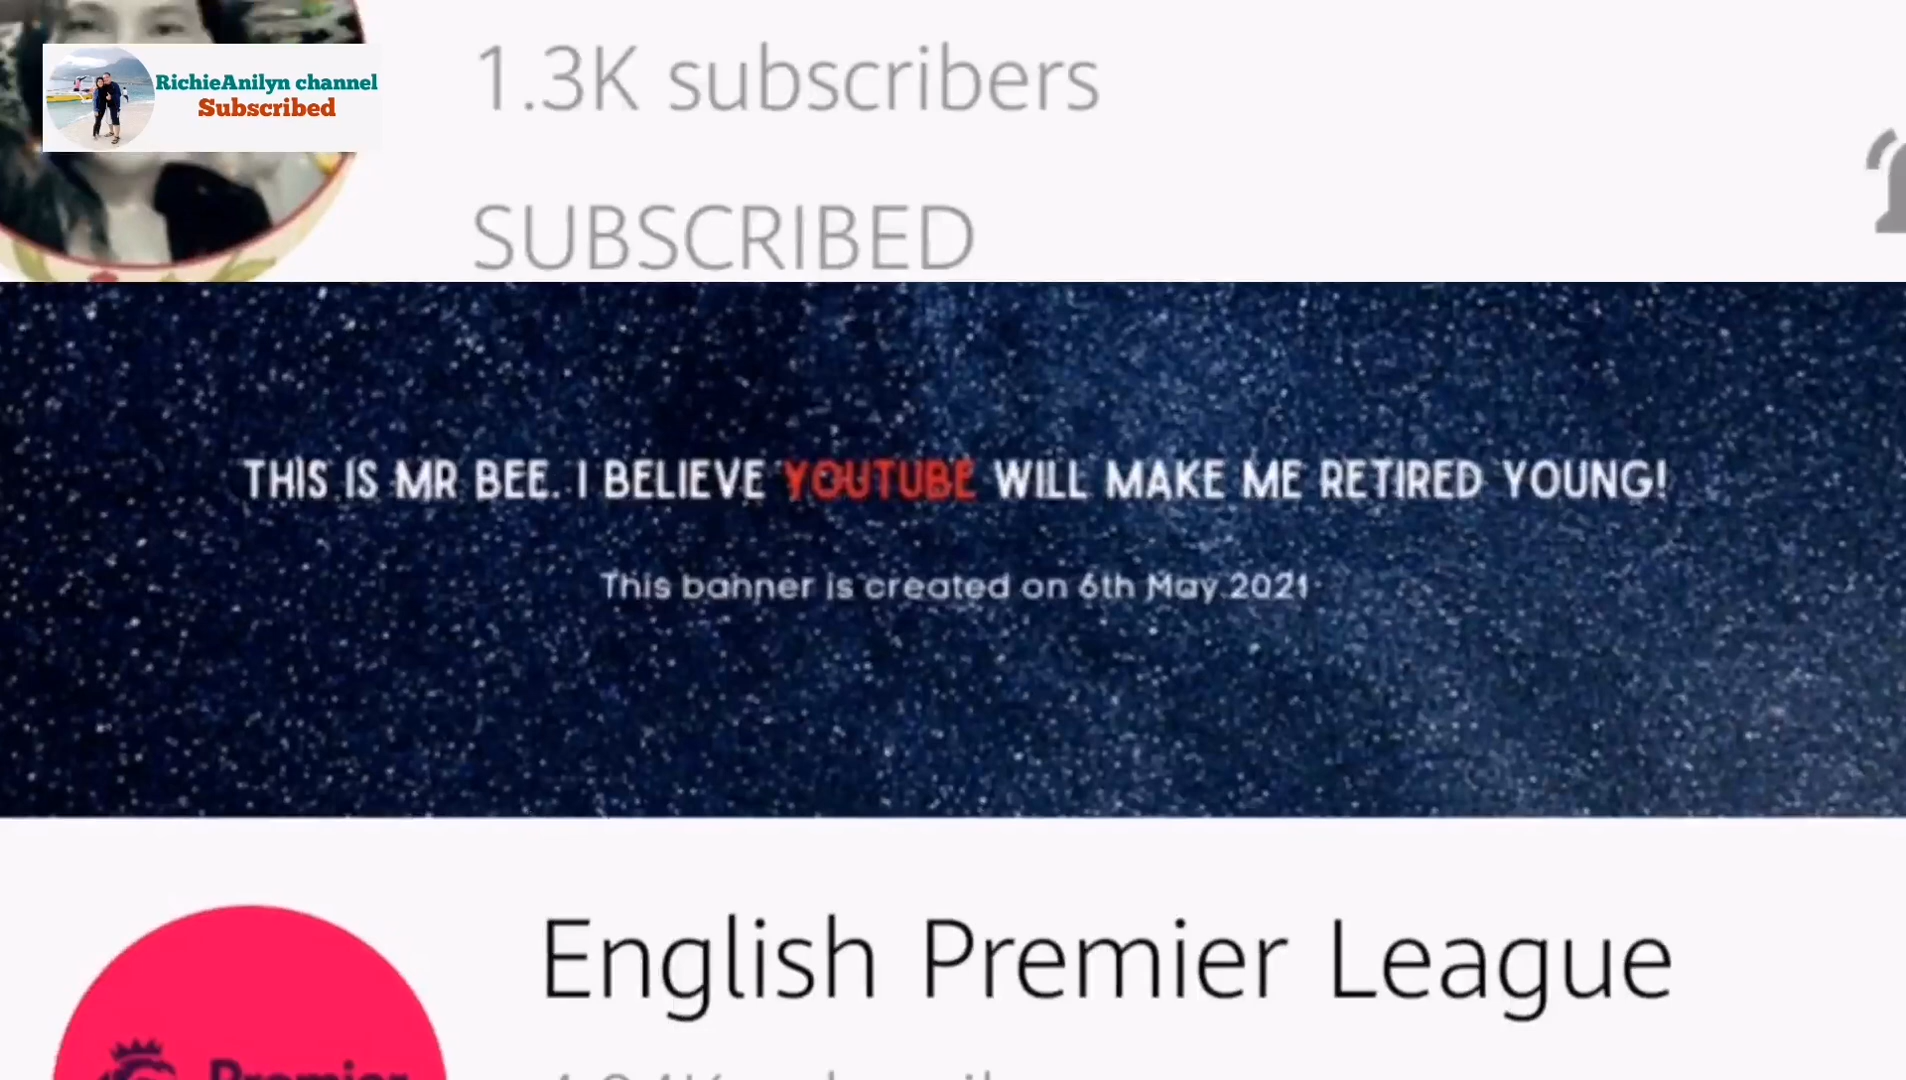 1.3K subscribers
RichieAnilyn channel
Subscribed
SUBSCRIBED
THIS IS MR BEE. I BELIEVE YOUTUBE WILL MAKE ME RETIRED YOUNG!
This banner is created on 6th May 2021
English Premier League
Premier